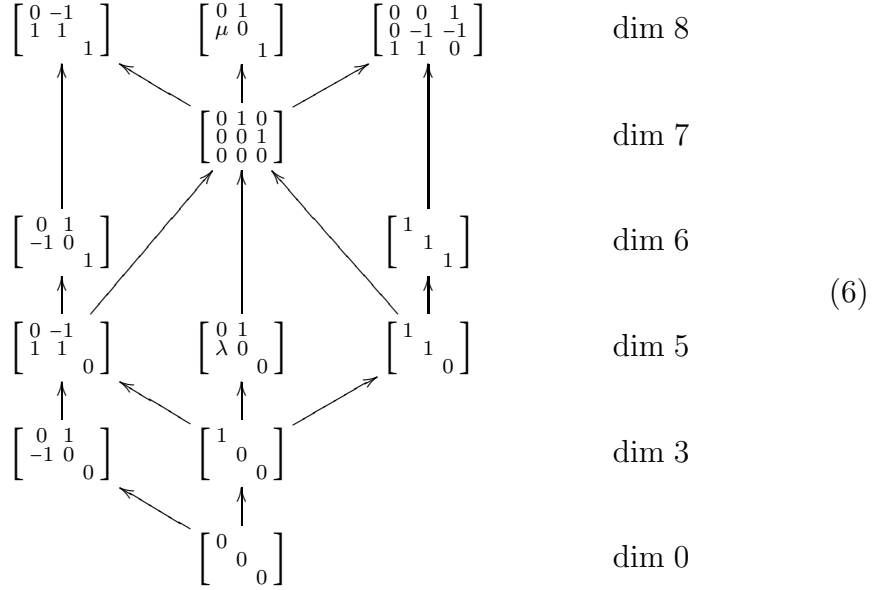 [0 -1; 1 1; 1] [0 1; μ 0; 1] [0 0 1; 0 -1 -1; 1 1 0] dim 8
[0 1 0; 0 0 1; 0 0 0] dim 7
[0 1; -1 0; 1] [1; 1; 1] dim 6
(6)
[0 -1; 1 1; 0] [0 1; λ 0; 0] [1; 1; 0] dim 5
[0 1; -1 0; 0] [1; 0; 0] dim 3
[0; 0; 0] dim 0